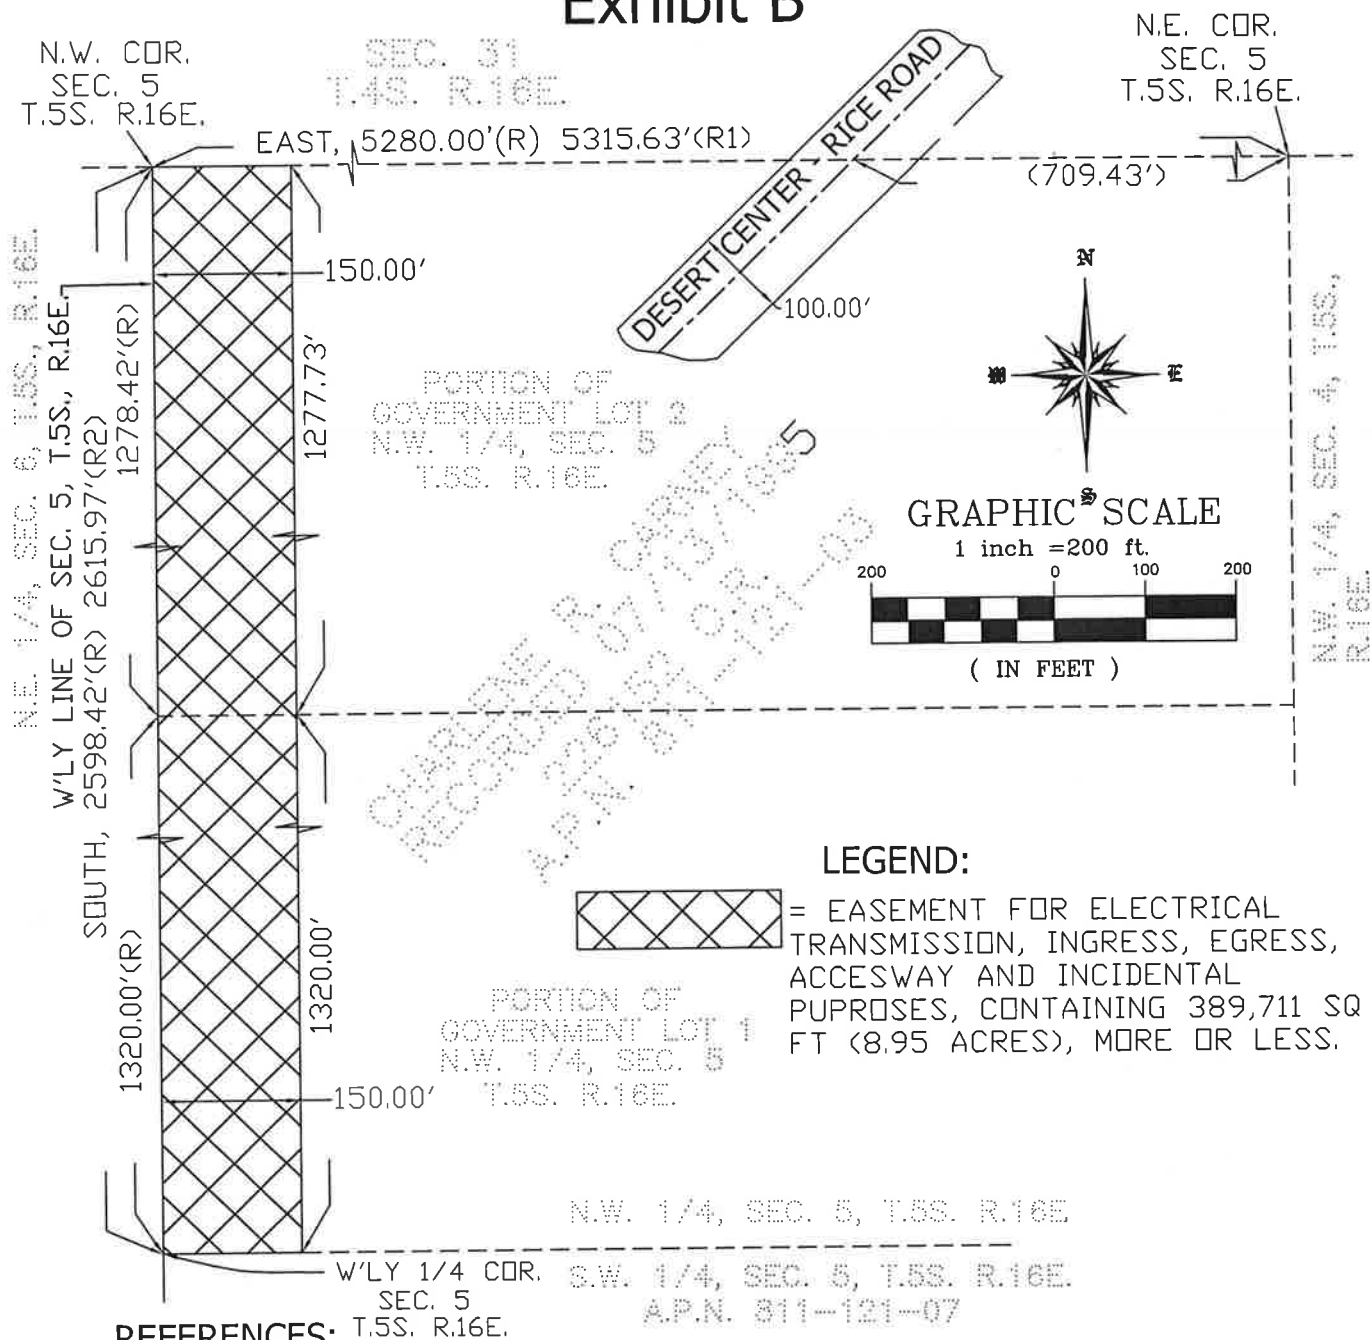 Exhibit B
N.W. COR.
SEC. 5
T.5S. R.16E.
SEC. 31
T.4S. R.16E.
N.E. COR.
SEC. 5
T.5S. R.16E.
EAST, 5280.00'(R) 5315.63'(R1)
(709.43')
DESERT CENTER - RICE ROAD
100.00'
150.00'
N.E. 1/4, SEC. 6, T.5S., R.16E.
W'LY LINE OF SEC. 5, T.5S., R.16E.
SOUTH, 2598.42'(R) 2615.97'(R2)
1278.42'(R)
1277.73'
PORTION OF
GOVERNMENT LOT 2
N.W. 1/4, SEC. 5
T.5S. R.16E.
N
W
E
S
GRAPHIC SCALE
1 inch =200 ft.
200 0 100 200
( IN FEET )
N.W. 1/4, SEC. 4, T.5S.,
R.16E.
CHARLENE R.
RECORDED 07/23/1995
O.R.
A.P.N. 811-121-03
LEGEND:
= EASEMENT FOR ELECTRICAL
TRANSMISSION, INGRESS, EGRESS,
ACCESWAY AND INCIDENTAL
PUPROSES, CONTAINING 389,711 SQ
FT (8.95 ACRES), MORE OR LESS.
1320.00'(R)
1320.00'
PORTION OF
GOVERNMENT LOT 1
N.W. 1/4, SEC. 5
T.5S. R.16E.
150.00'
N.W. 1/4, SEC. 5, T.5S. R.16E
W'LY 1/4 COR.
SEC. 5
T.5S. R.16E.
S.W. 1/4, SEC. 5, T.5S. R.16E.
A.P.N. 811-121-07
REFERENCES: